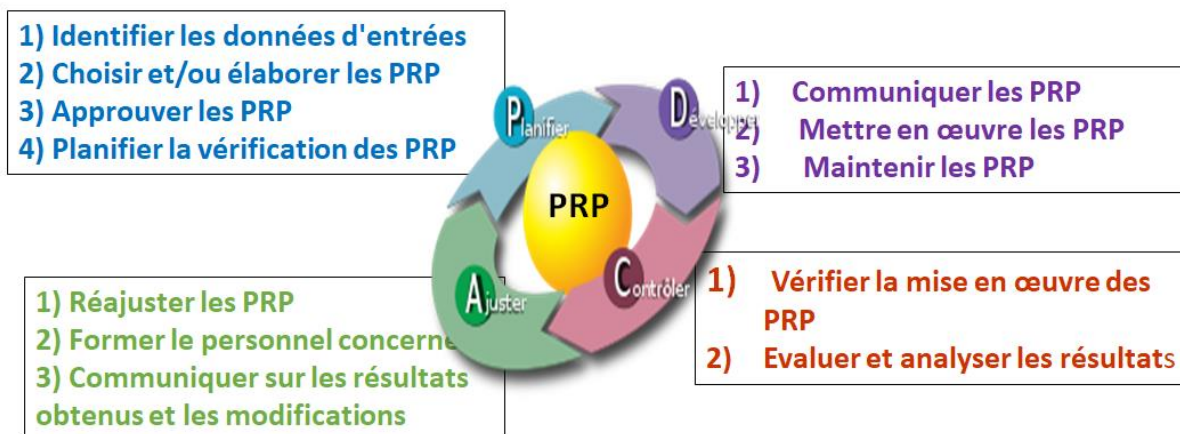 1) Identifier les données d'entrées
2) Choisir et/ou élaborer les PRP
3) Approuver les PRP
4) Planifier la vérification des PRP
Planifier
Développer
1) Communiquer les PRP
2) Mettre en œuvre les PRP
3) Maintenir les PRP
PRP
Ajuster
Contrôler
1) Réajuster les PRP
2) Former le personnel concerné
3) Communiquer sur les résultats
obtenus et les modifications
1) Vérifier la mise en œuvre des
PRP
2) Evaluer et analyser les résultats